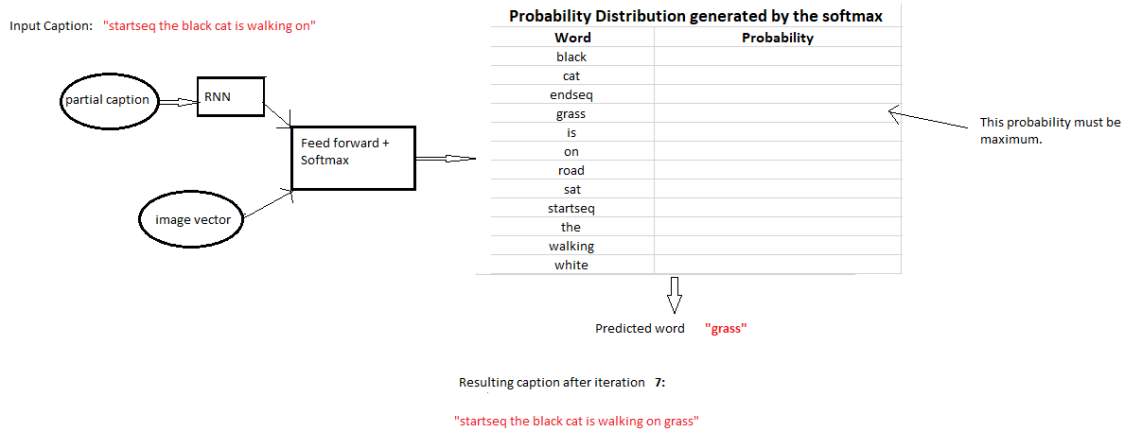 Input Caption: "startseq the black cat is walking on"
Probability Distribution generated by the softmax
Word Probability
black
cat
endseq
grass
is
on
road
sat
startseq
the
walking
white
This probability must be
maximum.
partial caption
RNN
Feed forward +
Softmax
image vector
Predicted word "grass"
Resulting caption after iteration 7:
"startseq the black cat is walking on grass"